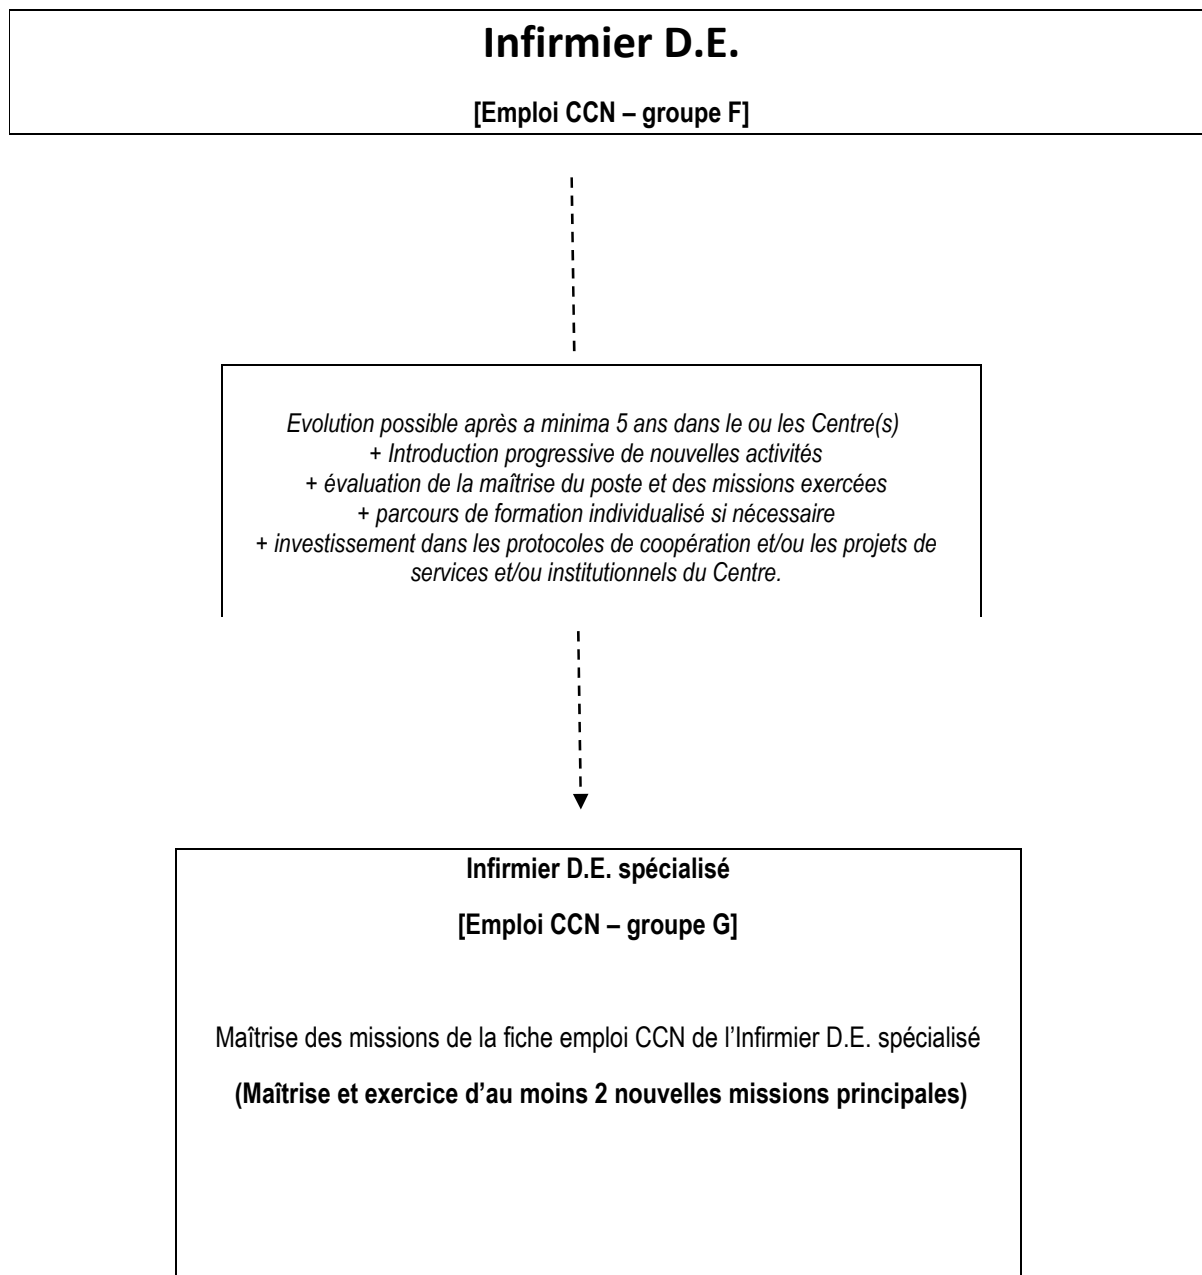 Infirmier D.E.
[Emploi CCN – groupe F]
Evolution possible après a minima 5 ans dans le ou les Centre(s)
+ Introduction progressive de nouvelles activités
+ évaluation de la maîtrise du poste et des missions exercées
+ parcours de formation individualisé si nécessaire
+ investissement dans les protocoles de coopération et/ou les projets de
services et/ou institutionnels du Centre.
Infirmier D.E. spécialisé
[Emploi CCN – groupe G]
Maîtrise des missions de la fiche emploi CCN de l’Infirmier D.E. spécialisé
(Maîtrise et exercice d’au moins 2 nouvelles missions principales)